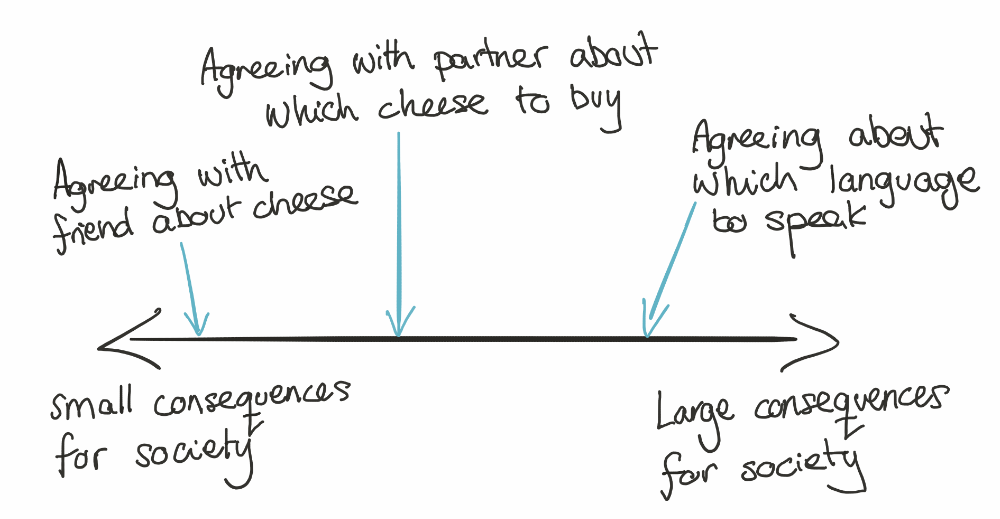 Agreeing with partner about
which cheese to buy
Agreeing with
friend about cheese
Agreeing about
which language
to speak
small consequences
for society
Large consequences
for society